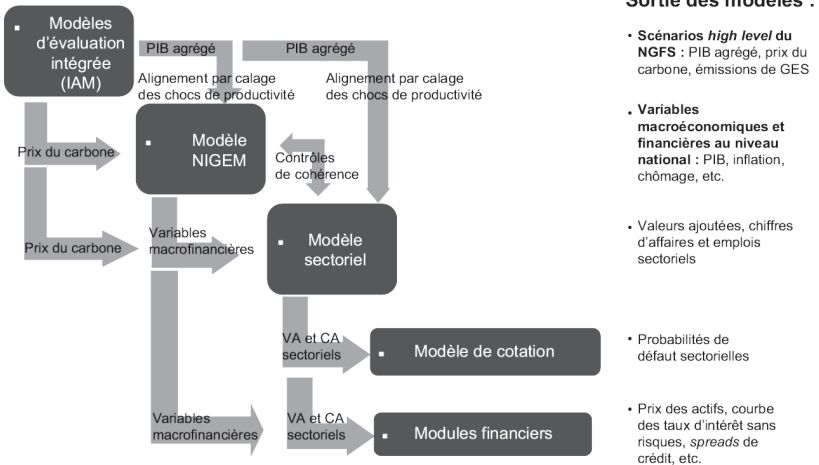 Sortie des modèles :
Modèles
d'évaluation
intégrée
(IAM)
PIB agrégé
PIB agrégé
Alignement par calage
des chocs de productivité
Alignement par calage
des chocs de productivité
Prix du carbone
Modèle
NIGEM
Contrôles
de cohérence
Prix du carbone
Variables
macrofinancières
Modèle
sectoriel
VA et CA
sectoriels
Modèle de cotation
Variables
macrofinancières
VA et CA
sectoriels
Modules financiers
• Scénarios high level du
NGFS : PIB agrégé, prix du
carbone, émissions de GES
• Variables
macroéconomiques et
financières au niveau
national : PIB, inflation,
chômage, etc.
• Valeurs ajoutées, chiffres
d'affaires et emplois
sectoriels
• Probabilités de
défaut sectorielles
• Prix des actifs, courbe
des taux d'intérêt sans
risques, spreads de
crédit, etc.